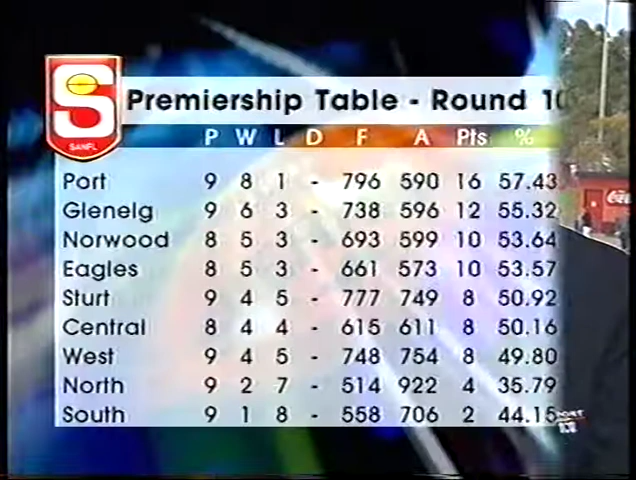 S
SANFL
Premiership Table - Round 10
P W L D F A Pts %
Port 9 8 1 - 796 590 16 57.43
Glenelg 9 6 3 - 738 596 12 55.32
Norwood 8 5 3 - 693 599 10 53.64
Eagles 8 5 3 - 661 573 10 53.57
Sturt 9 4 5 - 777 749 8 50.92
Central 8 4 4 - 615 611 8 50.16
West 9 4 5 - 748 754 8 49.80
North 9 2 7 - 514 922 4 35.79
South 9 1 8 - 558 706 2 44.15